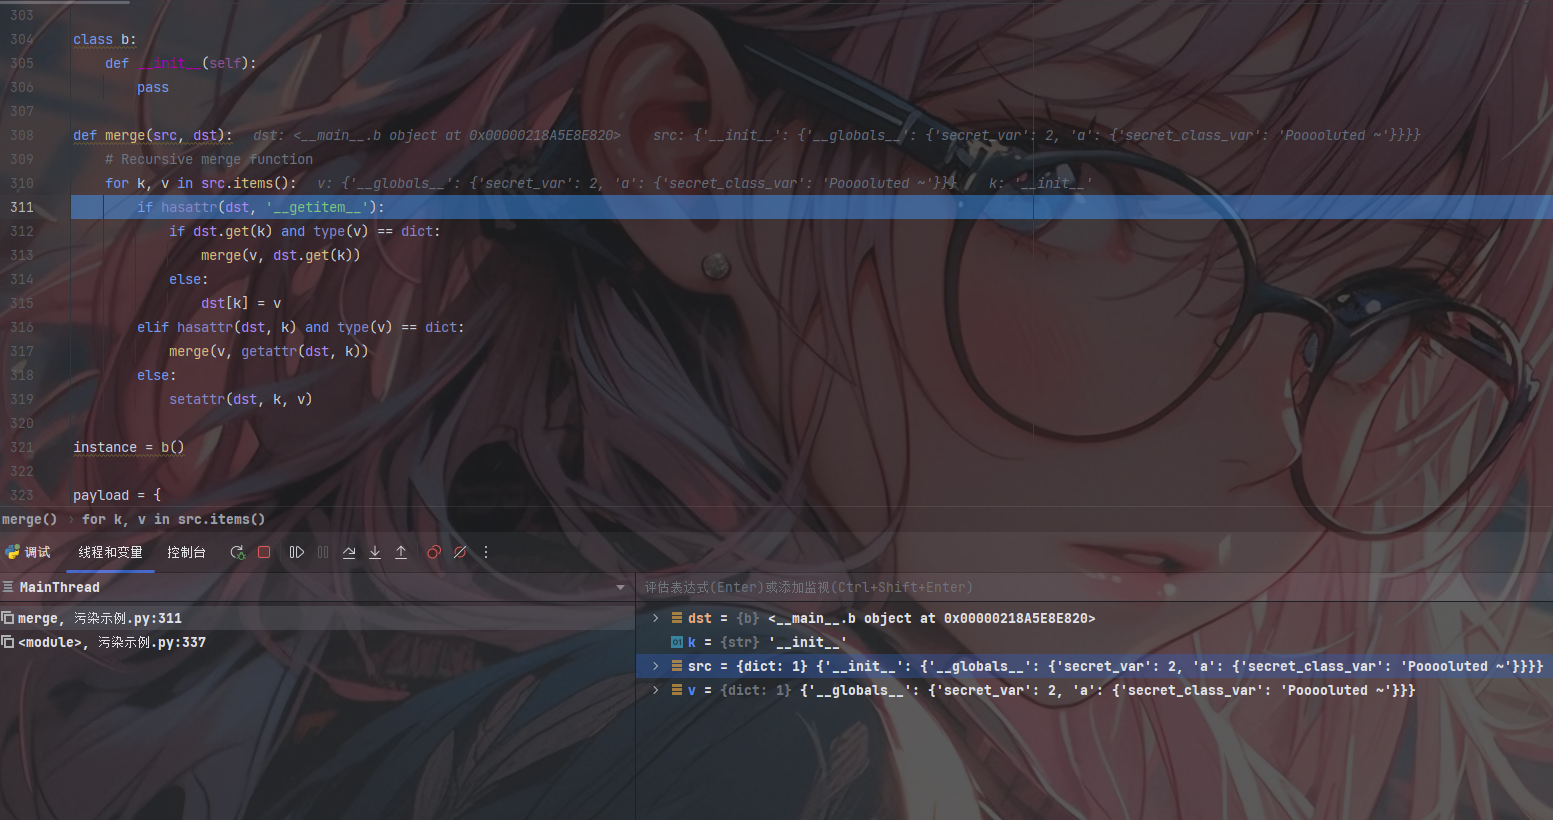 303
304 class b:
305 def __init__(self):
306 pass
307
308 def merge(src, dst): dst: <__main__.b object at 0x00000218A5E8E820> src: {'__init__': {'__globals__': {'secret_var': 2, 'a': {'secret_class_var': 'Pooooluted ~'}}}}
309 # Recursive merge function
310 for k, v in src.items(): v: {'__globals__': {'secret_var': 2, 'a': {'secret_class_var': 'Pooooluted ~'}}} k: '__init__'
311 if hasattr(dst, '__getitem__'):
312 if dst.get(k) and type(v) == dict:
313 merge(v, dst.get(k))
314 else:
315 dst[k] = v
316 elif hasattr(dst, k) and type(v) == dict:
317 merge(v, getattr(dst, k))
318 else:
319 setattr(dst, k, v)
320
321 instance = b()
322
323 payload = {
merge() › for k, v in src.items()
调试 线程和变量 控制台
MainThread
评估表达式(Enter)或添加监视(Ctrl+Shift+Enter)
merge, 污染示例.py:311
<module>, 污染示例.py:337
dst = {b} <__main__.b object at 0x00000218A5E8E820>
01 k = {str} '__init__'
src = {dict: 1} {'__init__': {'__globals__': {'secret_var': 2, 'a': {'secret_class_var': 'Pooooluted ~'}}}}
v = {dict: 1} {'__globals__': {'secret_var': 2, 'a': {'secret_class_var': 'Pooooluted ~'}}}